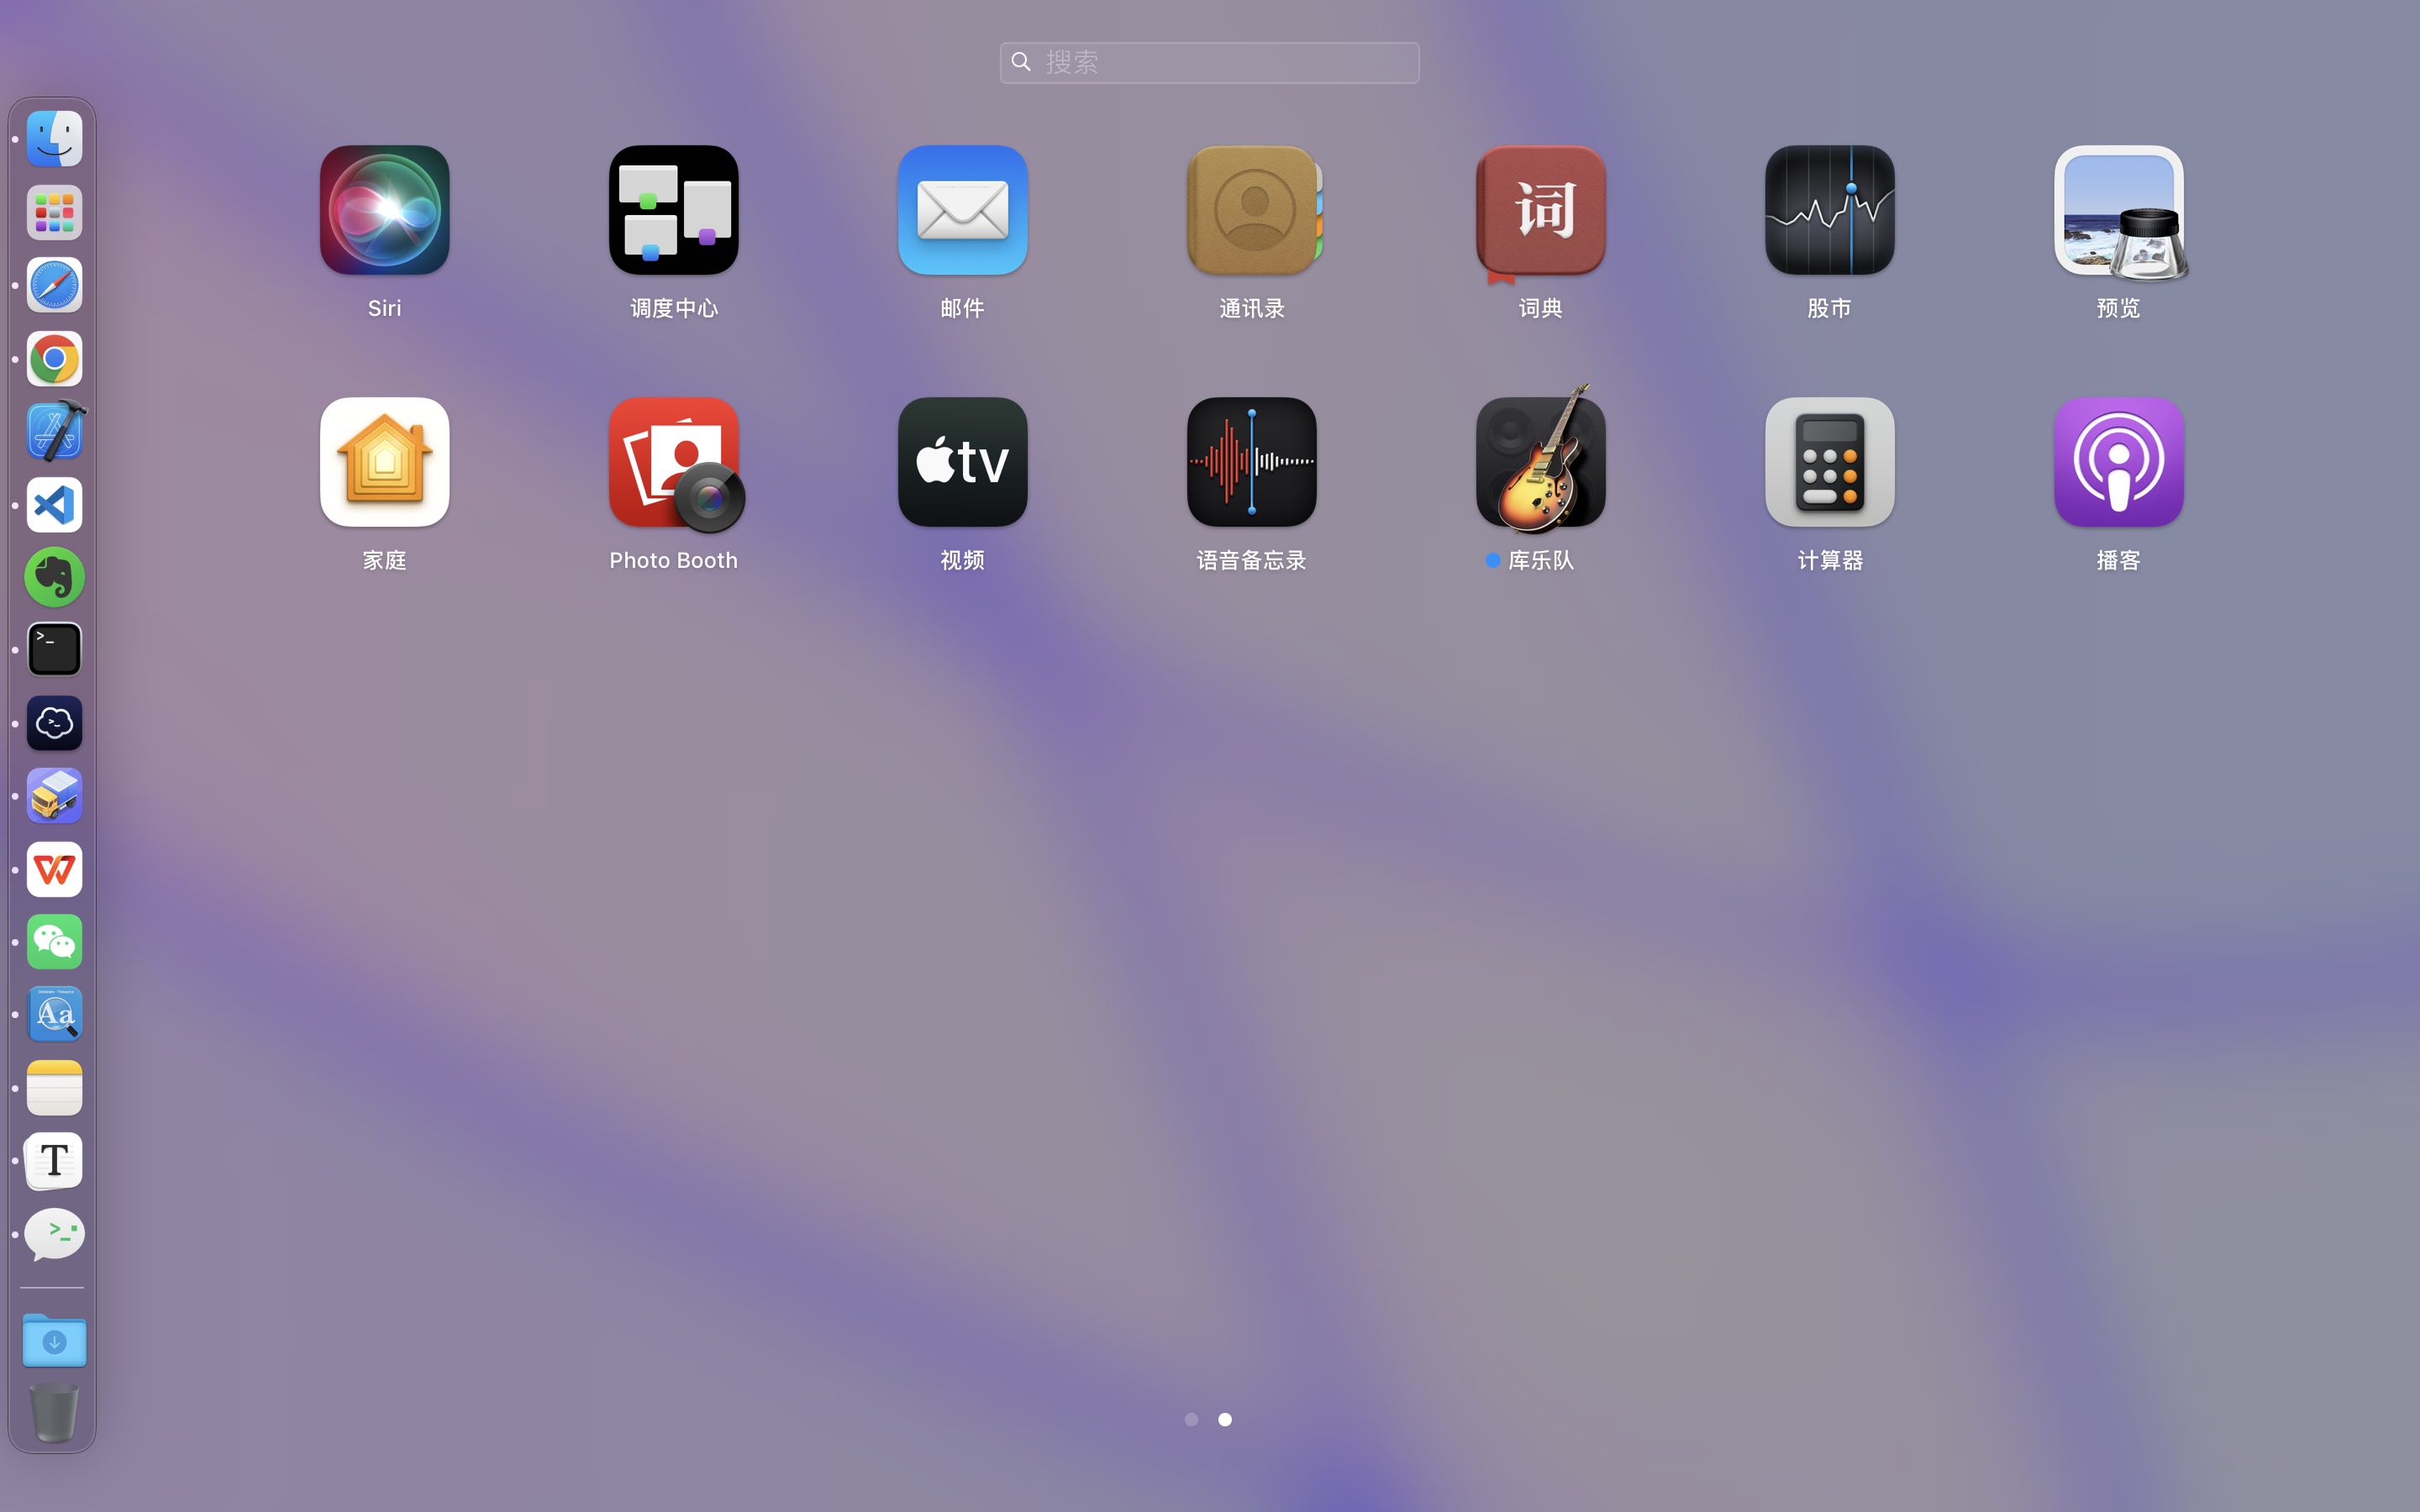 搜索
Siri
调度中心
邮件
通讯录
词
词典
股市
预览
家庭
Photo Booth
tv
视频
语音备忘录
库乐队
计算器
播客
>_
>_
W
Aa
T
>_